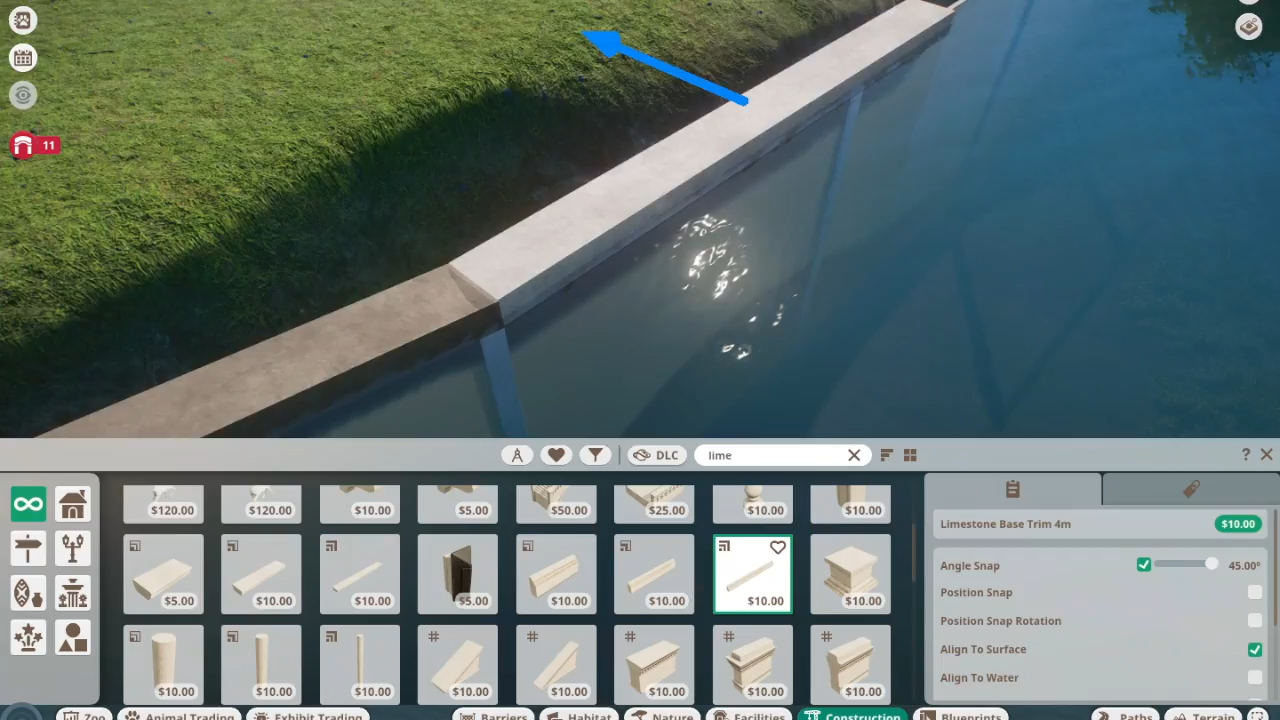 11
DLC
lime
?
$120.00 $120.00 $10.00 $5.00 $50.00 $25.00 $10.00 $10.00
$5.00 $10.00 $10.00 $5.00 $10.00 $10.00 $10.00 $10.00
$10.00 $10.00 $10.00 $10.00 $10.00 $10.00 $10.00 $10.00
Limestone Base Trim 4m $10.00
Angle Snap 45.00°
Position Snap
Position Snap Rotation
Align To Surface
Align To Water
Zoo Animal Trading Exhibit Trading Barriers Habitat Nature Facilities Construction Blueprints Paths Terrain